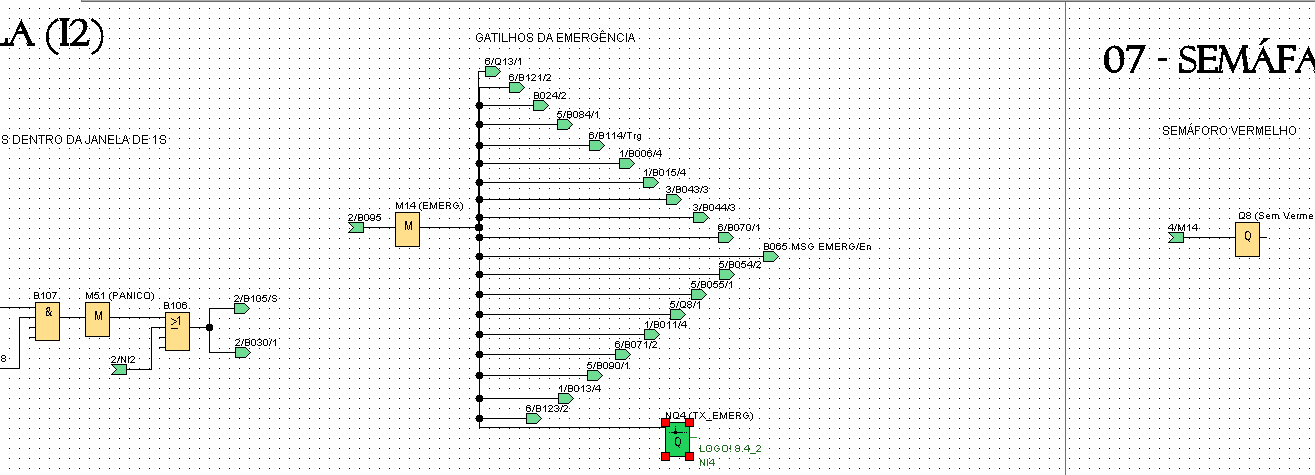 LA (I2)
GATILHOS DA EMERGÊNCIA
07 - SEMÁFA
6/Q13/1
6/B121/2
B024/2
5/B084/1
S DENTRO DA JANELA DE 1S
SEMÁFORO VERMELHO
6/B114/Trg
1/B006/4
1/B015/4
3/B043/3
M14 (EMERG)
3/B044/3
2/B095
M
Q8 (Sem Verme
6/B070/1
4/M14
Q
B065 MSG EMERG/En
5/B054/2
5/B055/1
B107
M51 (PANICO)
B106
2/B105/S
5/Q8/1
&
M
≥1
1/B011/4
2/B030/1
6/B071/2
8
2/NI2
5/B090/1
1/B013/4
6/B123/2
NQ4 (TX_EMERG)
Q
LOGO! 9.4_2
NI4